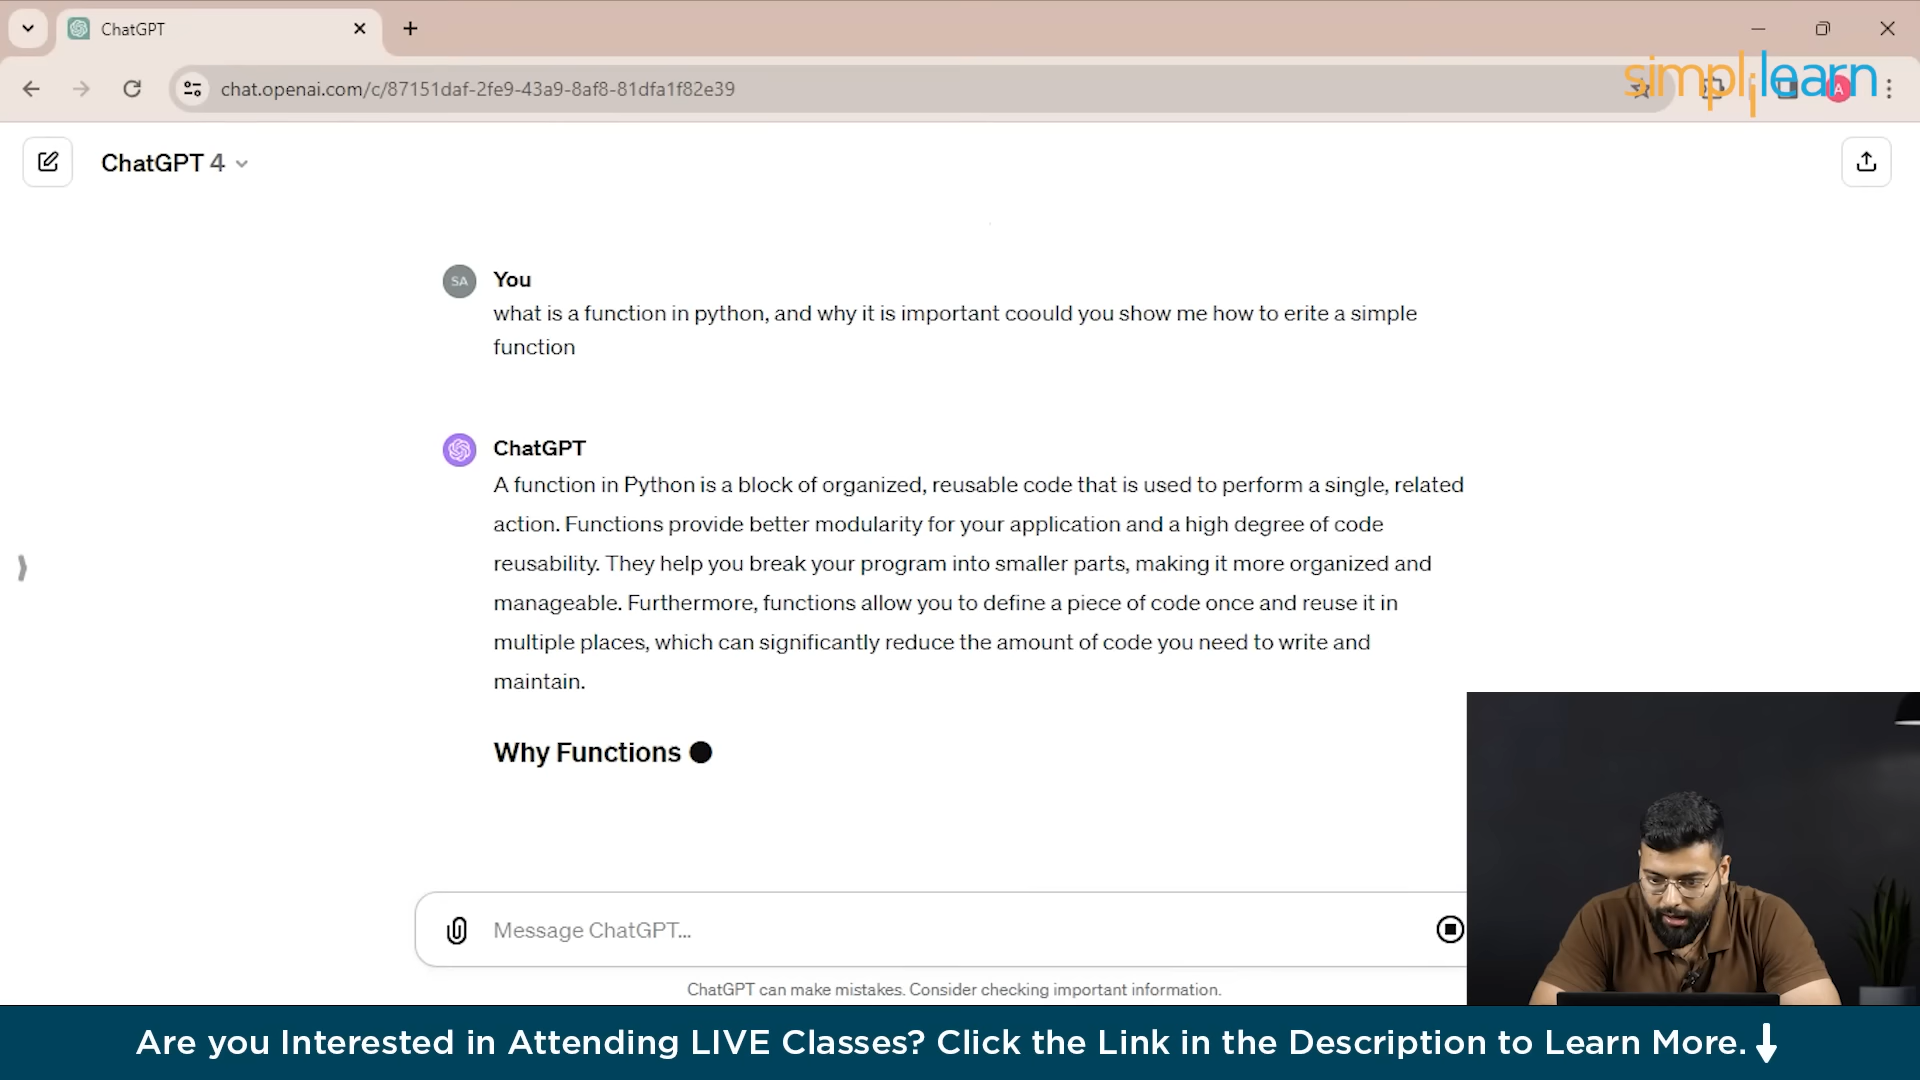 ChatGPT
chat.openai.com/c/87151daf-2fe9-43a9-8af8-81dfa1f82e39
simplilearn
A
ChatGPT 4
SA
You
what is a function in python, and why it is important coould you show me how to erite a simple
function
ChatGPT
A function in Python is a block of organized, reusable code that is used to perform a single, related
action. Functions provide better modularity for your application and a high degree of code
reusability. They help you break your program into smaller parts, making it more organized and
manageable. Furthermore, functions allow you to define a piece of code once and reuse it in
multiple places, which can significantly reduce the amount of code you need to write and
maintain.
Why Functions
Message ChatGPT...
ChatGPT can make mistakes. Consider checking important information.
Are you Interested in Attending LIVE Classes? Click the Link in the Description to Learn More.